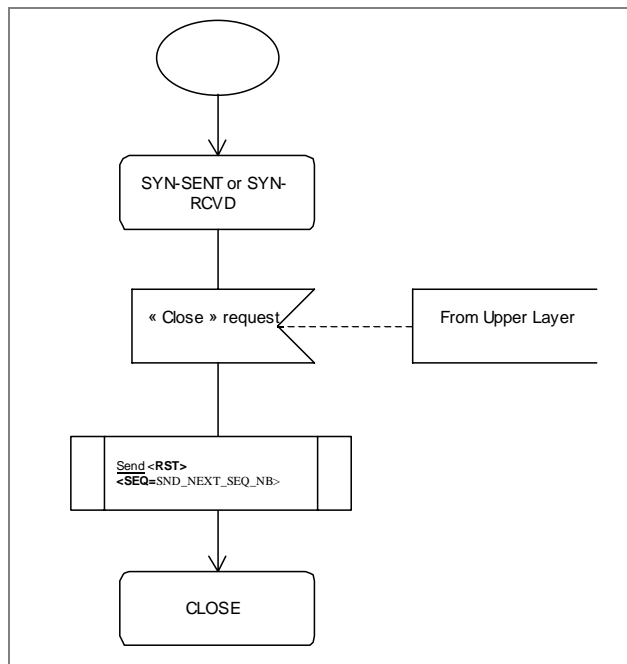 SYN-SENT or SYN-
RCVD
« Close » request
From Upper Layer
Send <RST>
<SEQ=SND_NEXT_SEQ_NB>
CLOSE